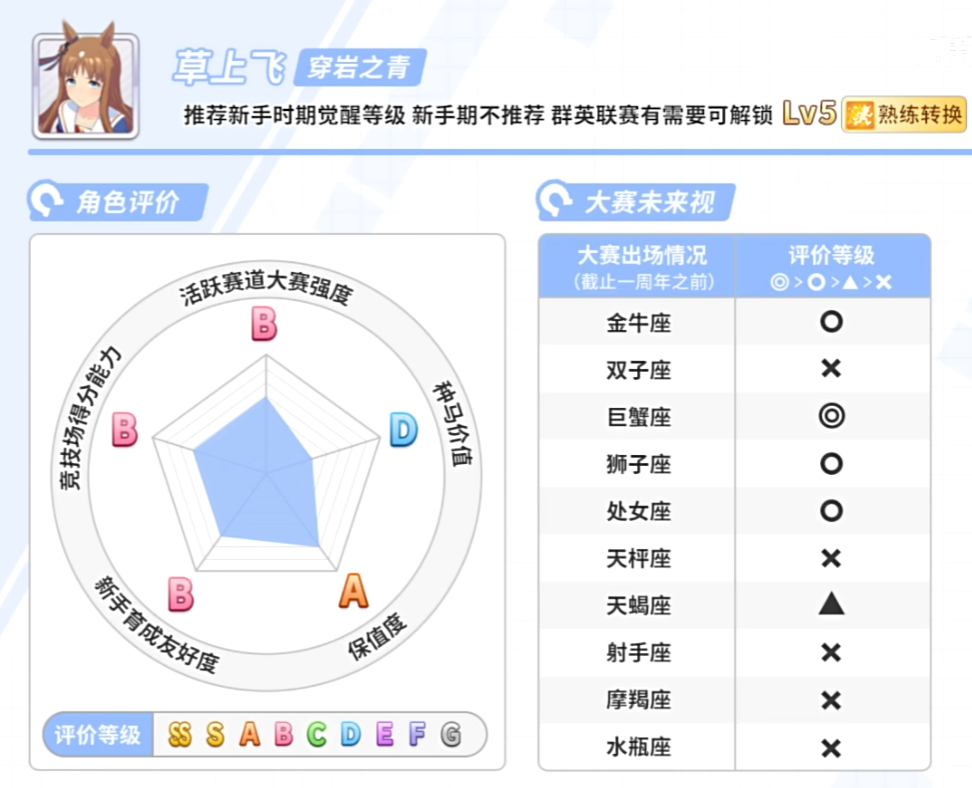 草上飞 穿岩之青
推荐新手时期觉醒等级 新手期不推荐 群英联赛有需要可解锁 Lv5 熟练转换
角色评价
活跃赛道大赛强度
B
种马价值
D
保值度
A
新手育成友好度
B
竞技场得分能力
B
评价等级 SS S A B C D E F G
大赛未来视
大赛出场情况 评价等级
(截止一周年之前) ◎>○>▲>×
金牛座 ○
双子座 ×
巨蟹座 ◎
狮子座 ○
处女座 ○
天枰座 ×
天蝎座 ▲
射手座 ×
摩羯座 ×
水瓶座 ×